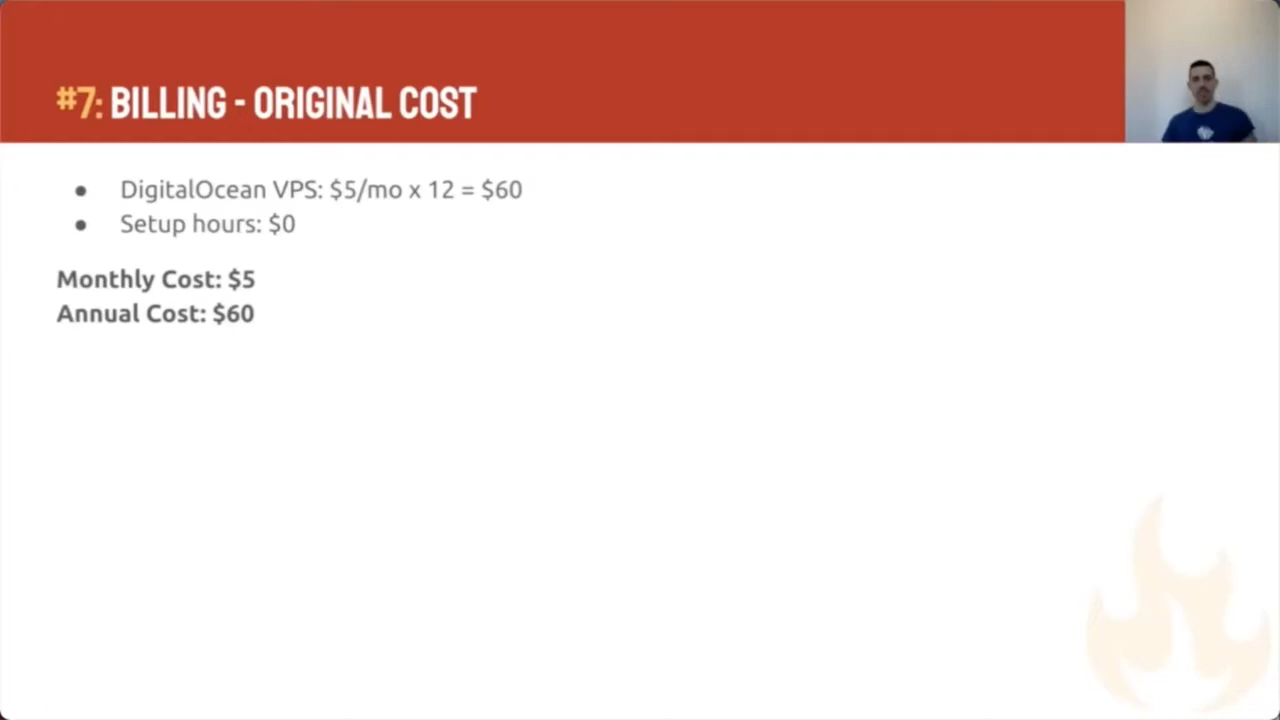 #7: BILLING - ORIGINAL COST
● DigitalOcean VPS: $5/mo x 12 = $60
● Setup hours: $0
Monthly Cost: $5
Annual Cost: $60